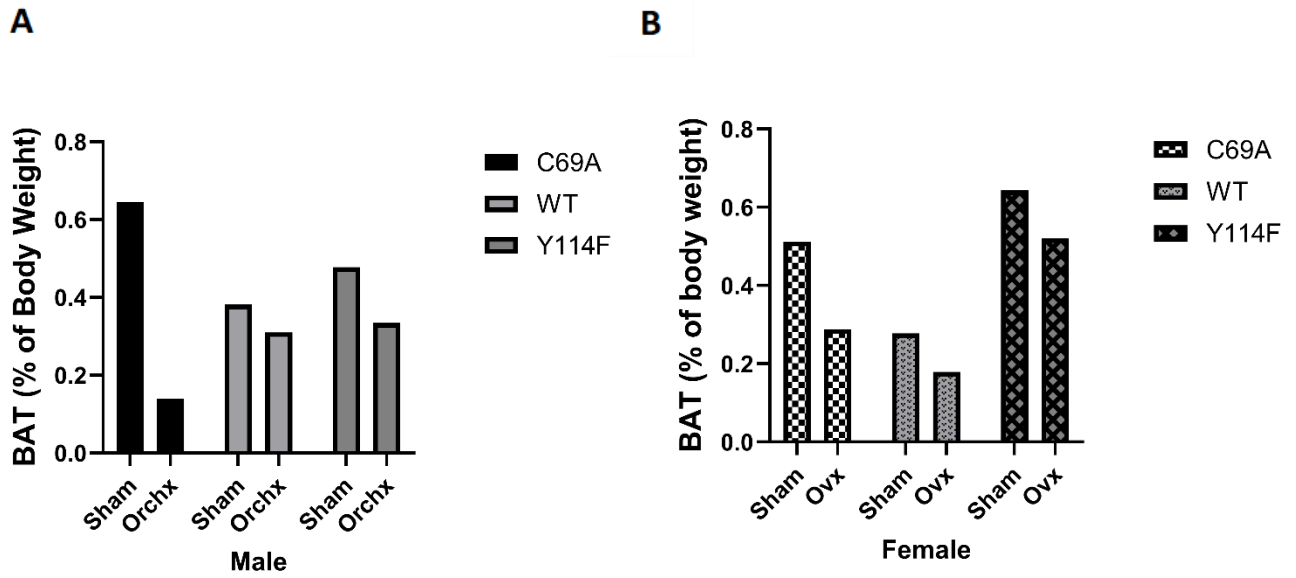 A
BAT (% of Body Weight)
0.8
0.6
0.4
0.2
0.0
Sham
Orchx
Sham
Orchx
Sham
Orchx
Male
C69A
WT
Y114F
B
BAT (% of body weight)
0.8
0.6
0.4
0.2
0.0
Sham
Ovx
Sham
Ovx
Sham
Ovx
Female
C69A
WT
Y114F